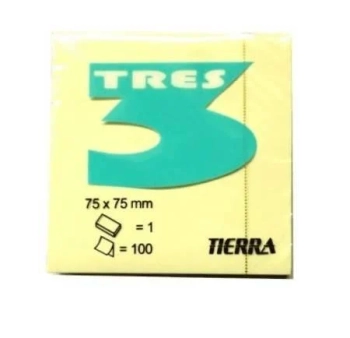 TRES
3
75 x 75 mm
= 1
= 100
TIERRA